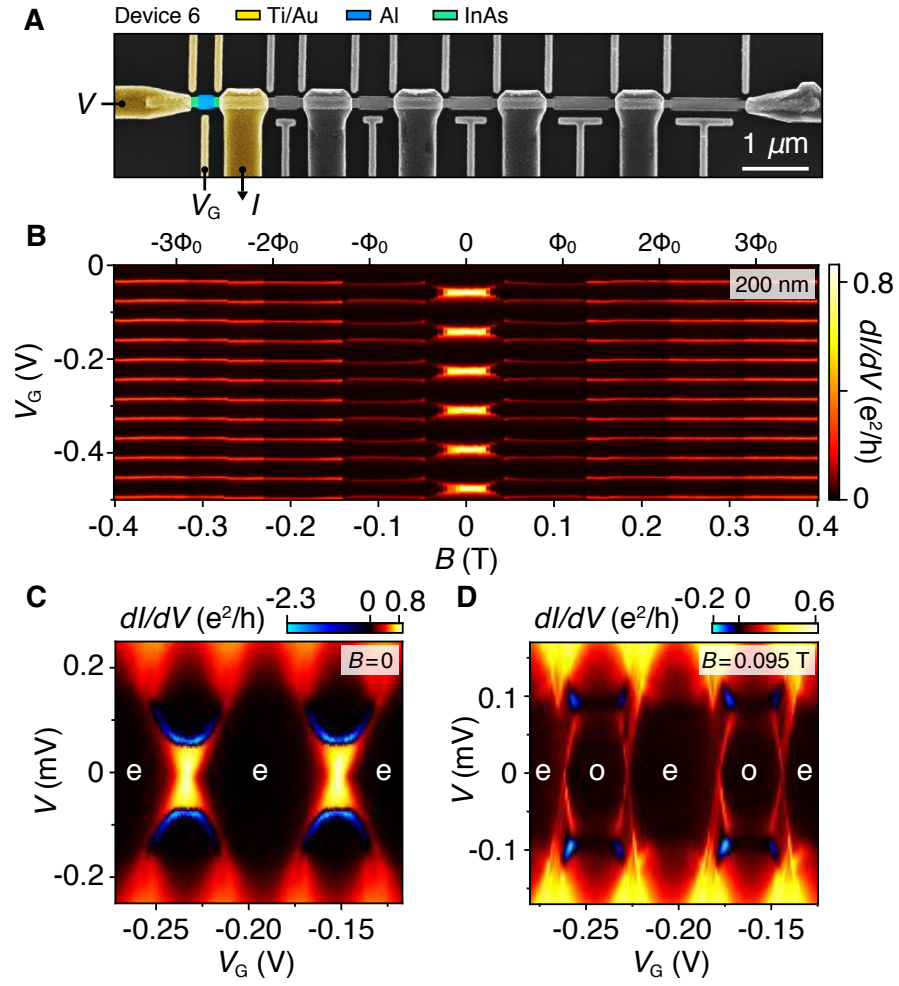 A Device 6 Ti/Au Al InAs
V
V_G I
1 μm
B -3Φ₀ -2Φ₀ -Φ₀ 0 Φ₀ 2Φ₀ 3Φ₀
200 nm
0 -0.2 -0.4
V_G (V)
0.8 0
dI/dV (e²/h)
-0.4 -0.3 -0.2 -0.1 0 0.1 0.2 0.3 0.4
B (T)
C dI/dV (e²/h) -2.3 0 0.8
B=0
0.2 0 -0.2
V (mV)
e e e
-0.25 -0.20 -0.15
V_G (V)
D dI/dV (e²/h) -0.2 0 0.6
B=0.095 T
0.1 0 -0.1
V (mV)
e o e o e
-0.25 -0.20 -0.15
V_G (V)